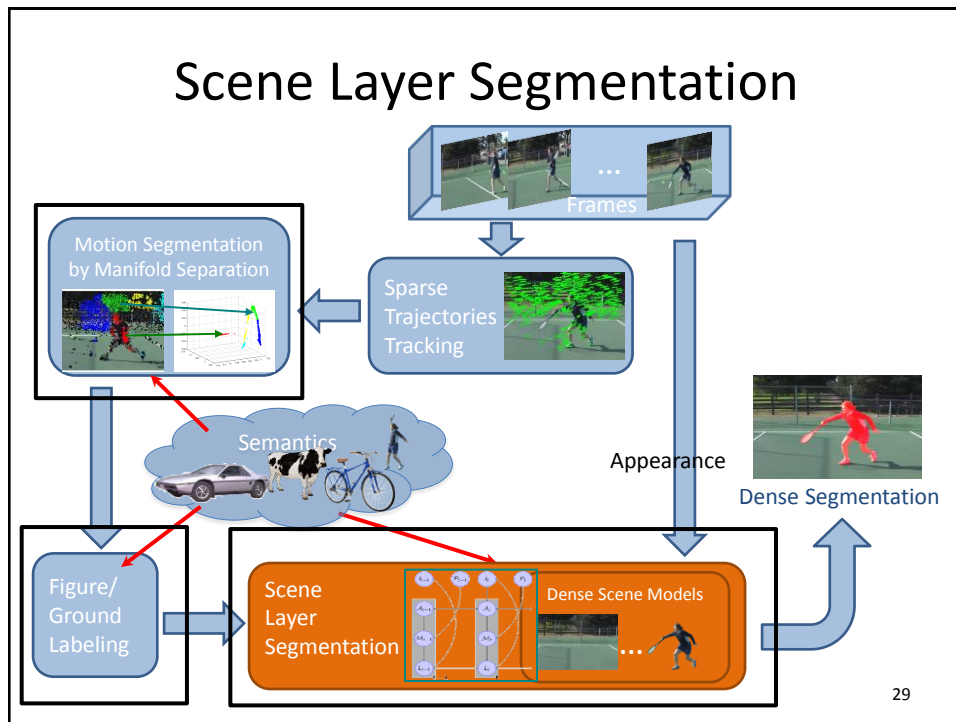 Scene Layer Segmentation
...
Frames
Motion Segmentation
by Manifold Separation
Sparse
Trajectories
Tracking
Semantics
Appearance
Dense Segmentation
Figure/
Ground
Labeling
Scene
Layer
Segmentation
Dense Scene Models
...
29